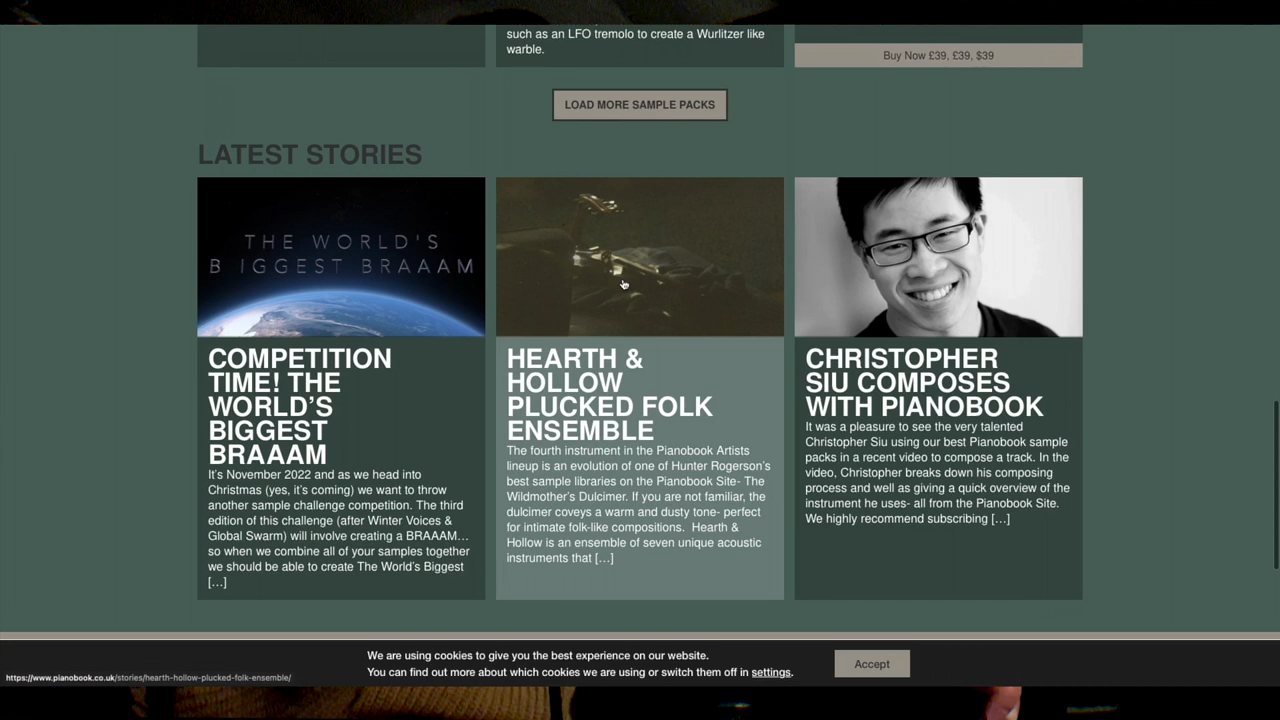 such as an LFO tremolo to create a Wurlitzer like
warble.
Buy Now £39, £39, $39
LOAD MORE SAMPLE PACKS
LATEST STORIES
THE WORLD'S
BIGGEST BRAAAM
COMPETITION
TIME! THE
WORLD'S
BIGGEST
BRAAAM
It's November 2022 and as we head into
Christmas (yes, it's coming) we want to throw
another sample challenge competition. The third
edition of this challenge (after Winter Voices &
Global Swarm) will involve creating a BRAAAM…
so when we combine all of your samples together
we should be able to create The World's Biggest
[…]
HEARTH &
HOLLOW
PLUCKED FOLK
ENSEMBLE
The fourth instrument in the Pianobook Artists
lineup is an evolution of one of Hunter Rogerson's
best sample libraries on the Pianobook Site- The
Wildmother's Dulcimer. If you are not familiar, the
dulcimer coveys a warm and dusty tone- perfect
for intimate folk-like compositions.  Hearth &
Hollow is an ensemble of seven unique acoustic
instruments that […]
CHRISTOPHER
SIU COMPOSES
WITH PIANOBOOK
It was a pleasure to see the very talented
Christopher Siu using our best Pianobook sample
packs in a recent video to compose a track. In the
video, Christopher breaks down his composing
process and well as giving a quick overview of the
instrument he uses- all from the Pianobook Site.
We highly recommend subscribing […]
We are using cookies to give you the best experience on our website.
You can find out more about which cookies we are using or switch them off in settings.
Accept
https://www.pianobook.co.uk/stories/hearth-hollow-plucked-folk-ensemble/